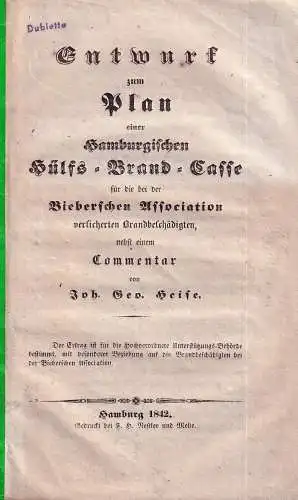 Dublette
Entwurf
zum
Plan
einer
Hamburgischen
Hülfs-Brand-Casse
für die bei der
Bieberschen Association
versicherten Brandbeschädigten,
nebst einem
Commentar
von
Joh. Geo. Heise.
Der Ertrag ist für die Hochverordnete Unterstützungs-Behörde
bestimmt, mit besonderer Beziehung auf die Brandbeschädigten bei
der Bieberschen Association
Hamburg 1842.
Gedruckt bei F. H. Nestler und Melle.